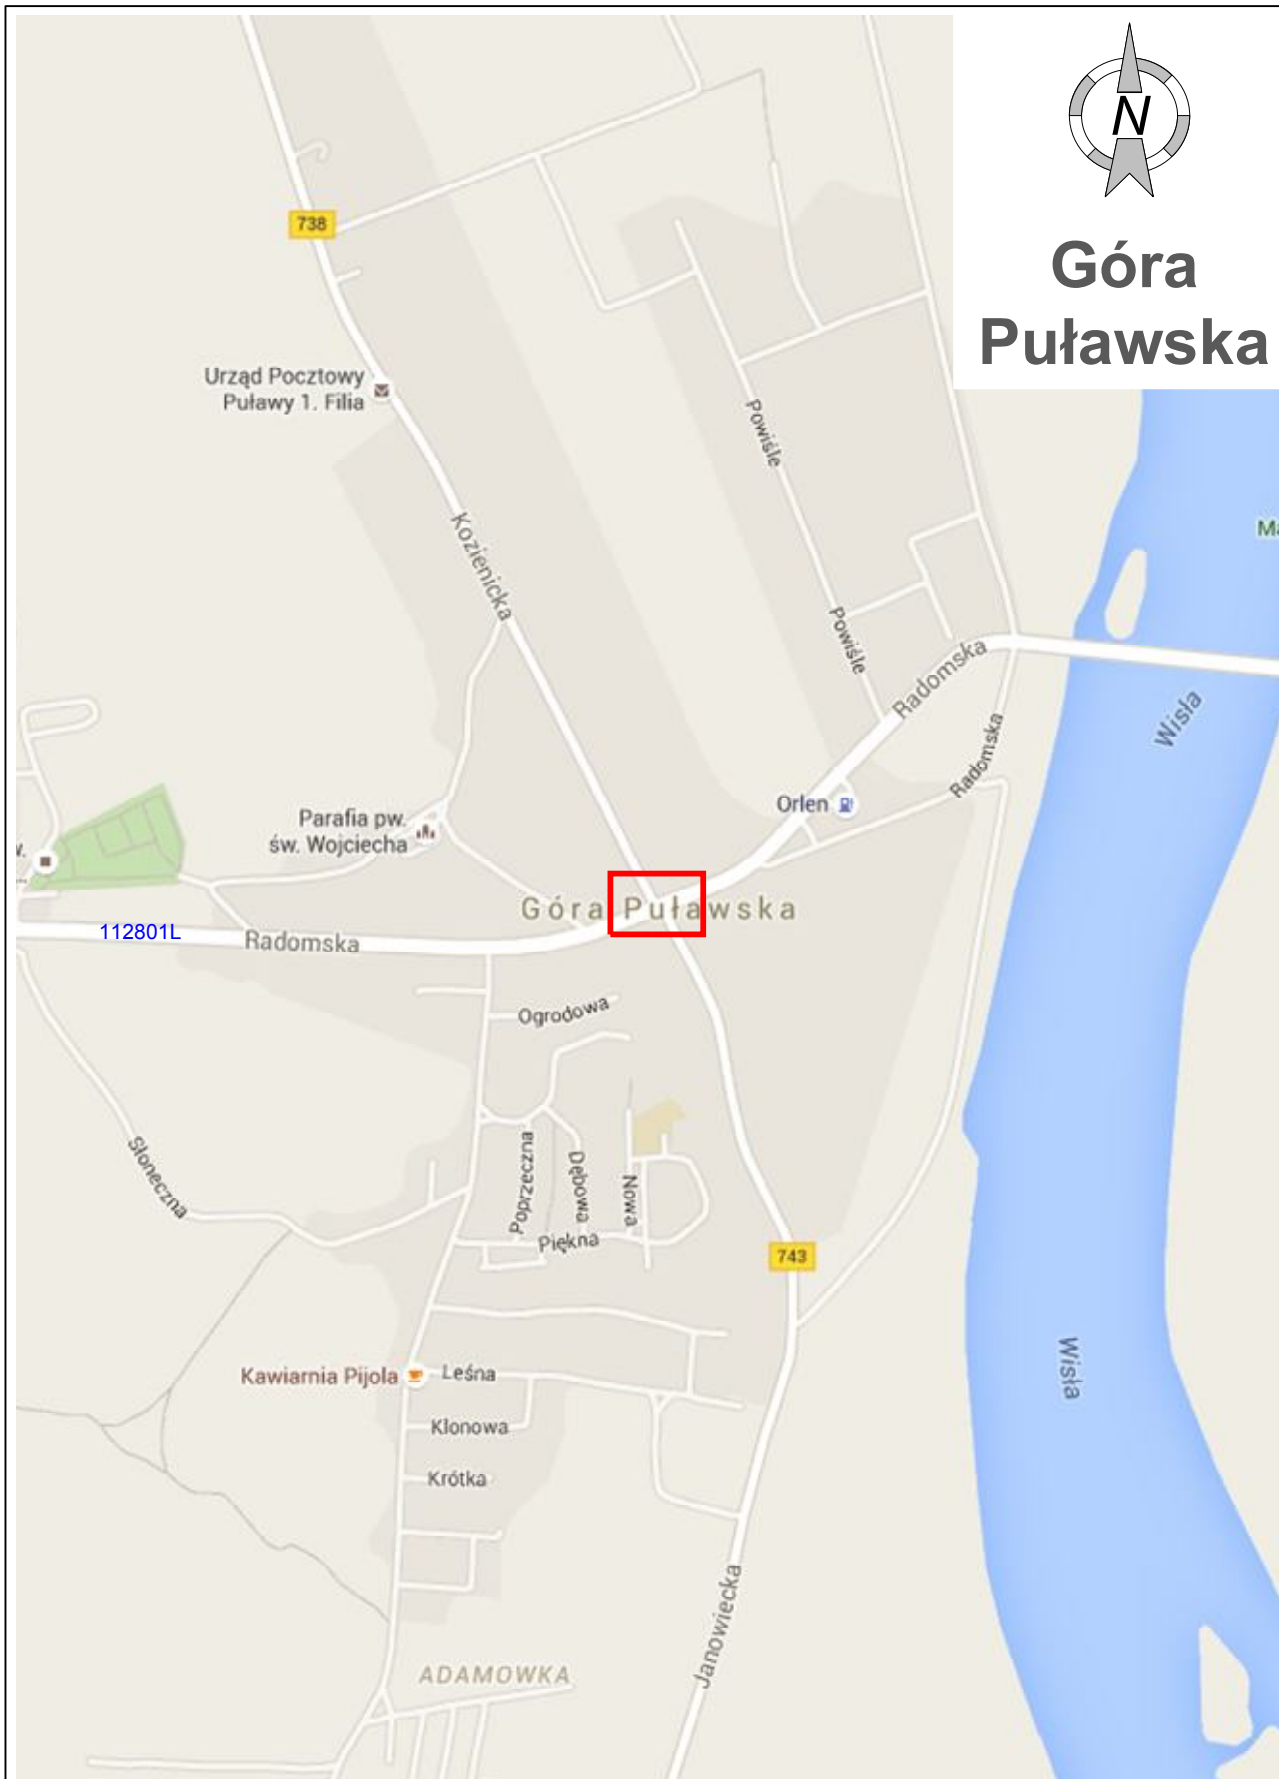 N
Góra
Puławska
738
Urząd Pocztowy
Puławy 1. Filia
Powiśle
Kozienicka
Powiśle
Radomska
Wisła
Radomska
Orlen
Parafia pw.
św. Wojciecha
Góra Puławska
112801L
Radomska
Ogrodowa
Słoneczna
Poprzeczna
Dębowa
Nowa
Piękna
743
Kawiarnia Pijola
Leśna
Wisła
Klonowa
Krótka
Janowiecka
ADAMOWKA